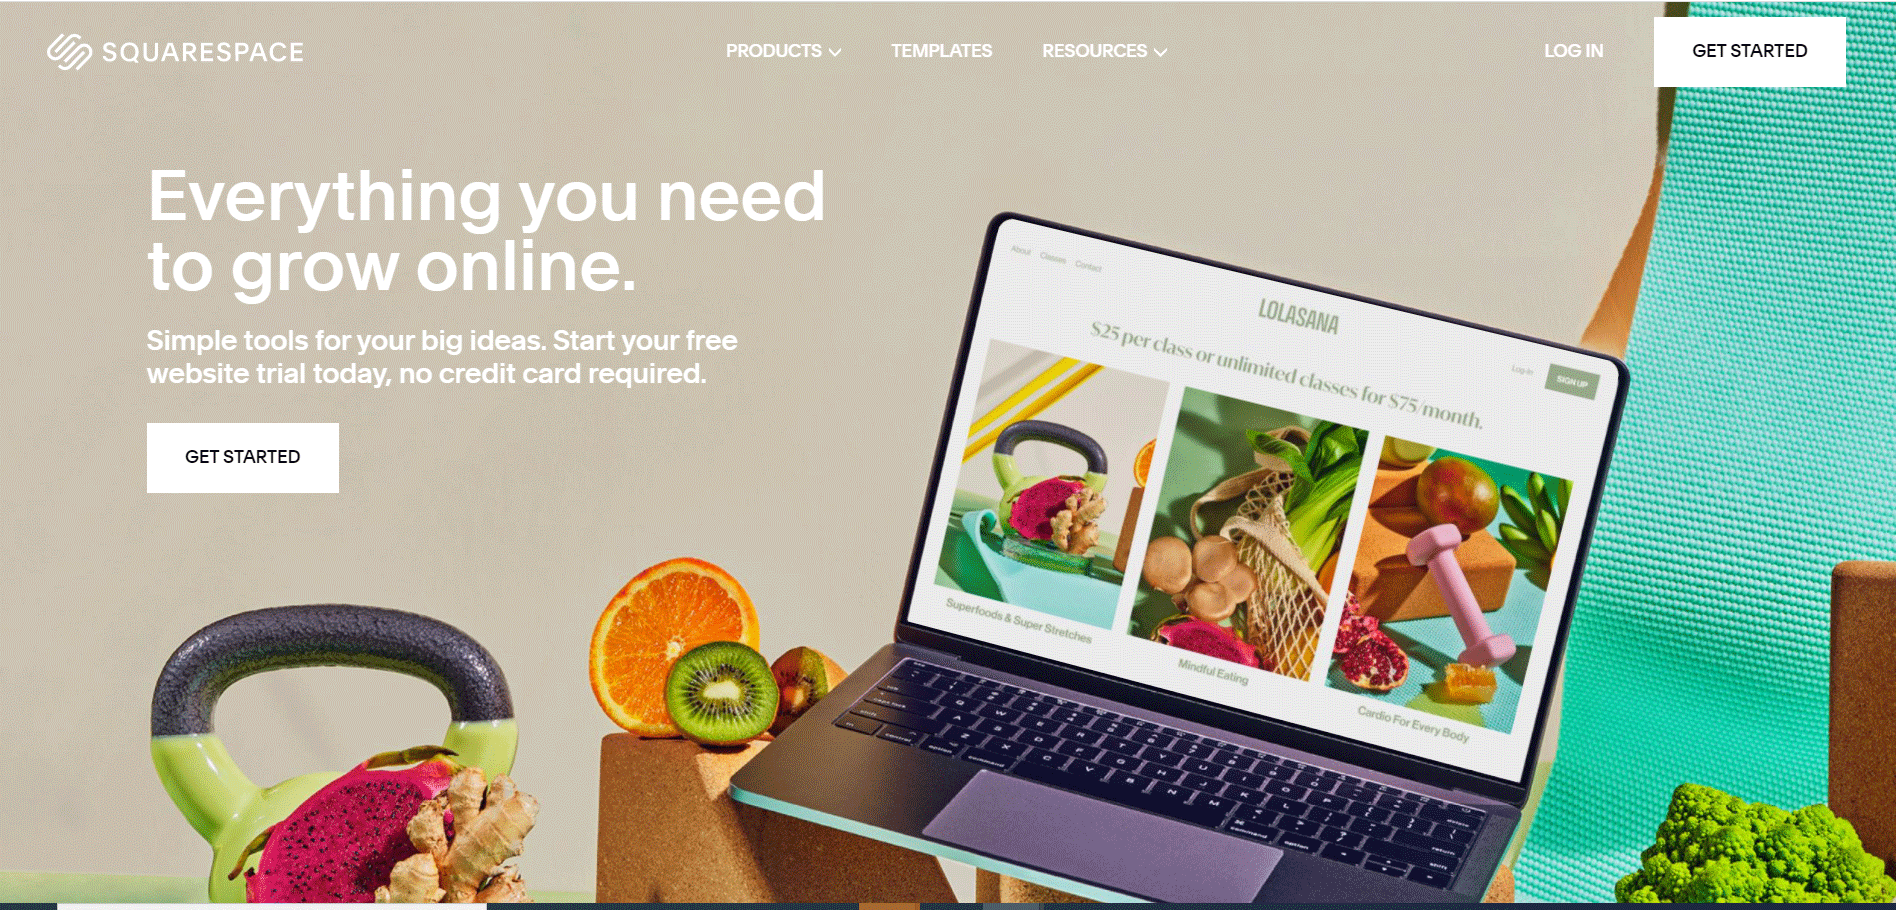 SQUARESPACE
PRODUCTS
TEMPLATES
RESOURCES
LOG IN
GET STARTED
Everything you need
to grow online.
Simple tools for your big ideas. Start your free
website trial today, no credit card required.
GET STARTED
About Classes Contact
LOLASANA
Log In
SIGN UP
$25 per class or unlimited classes for $75/month.
Superfoods & Super Stretches
Mindful Eating
Cardio For Every Body